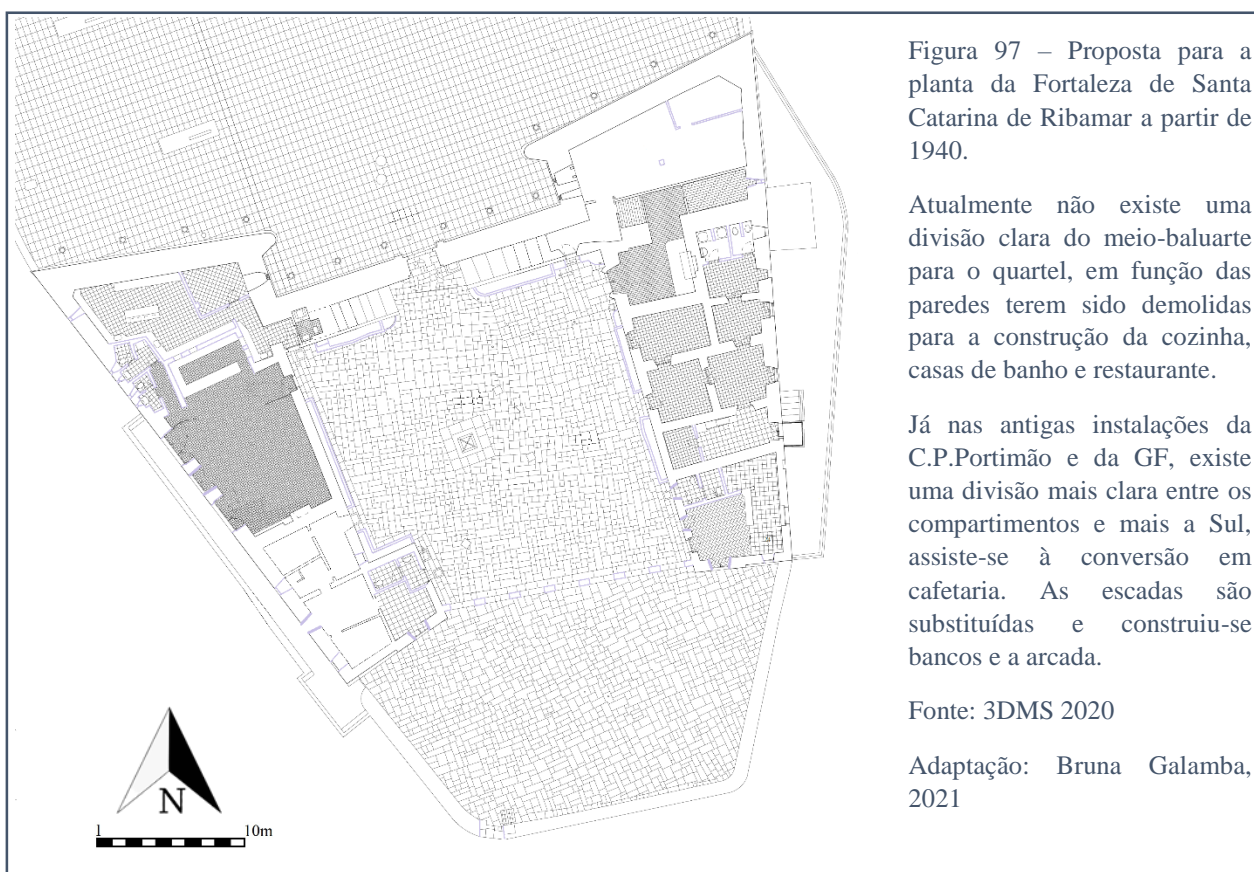 Figura 97 – Proposta para a
planta da Fortaleza de Santa
Catarina de Ribamar a partir de
1940.
Atualmente não existe uma
divisão clara do meio-baluarte
para o quartel, em função das
paredes terem sido demolidas
para a construção da cozinha,
casas de banho e restaurante.
Já nas antigas instalações da
C.P.Portimão e da GF, existe
uma divisão mais clara entre os
compartimentos e mais a Sul,
assiste-se à conversão em
cafetaria. As escadas são
substituídas e construiu-se
bancos e a arcada.
Fonte: 3DMS 2020
Adaptação: Bruna Galamba,
2021
N
1 10m